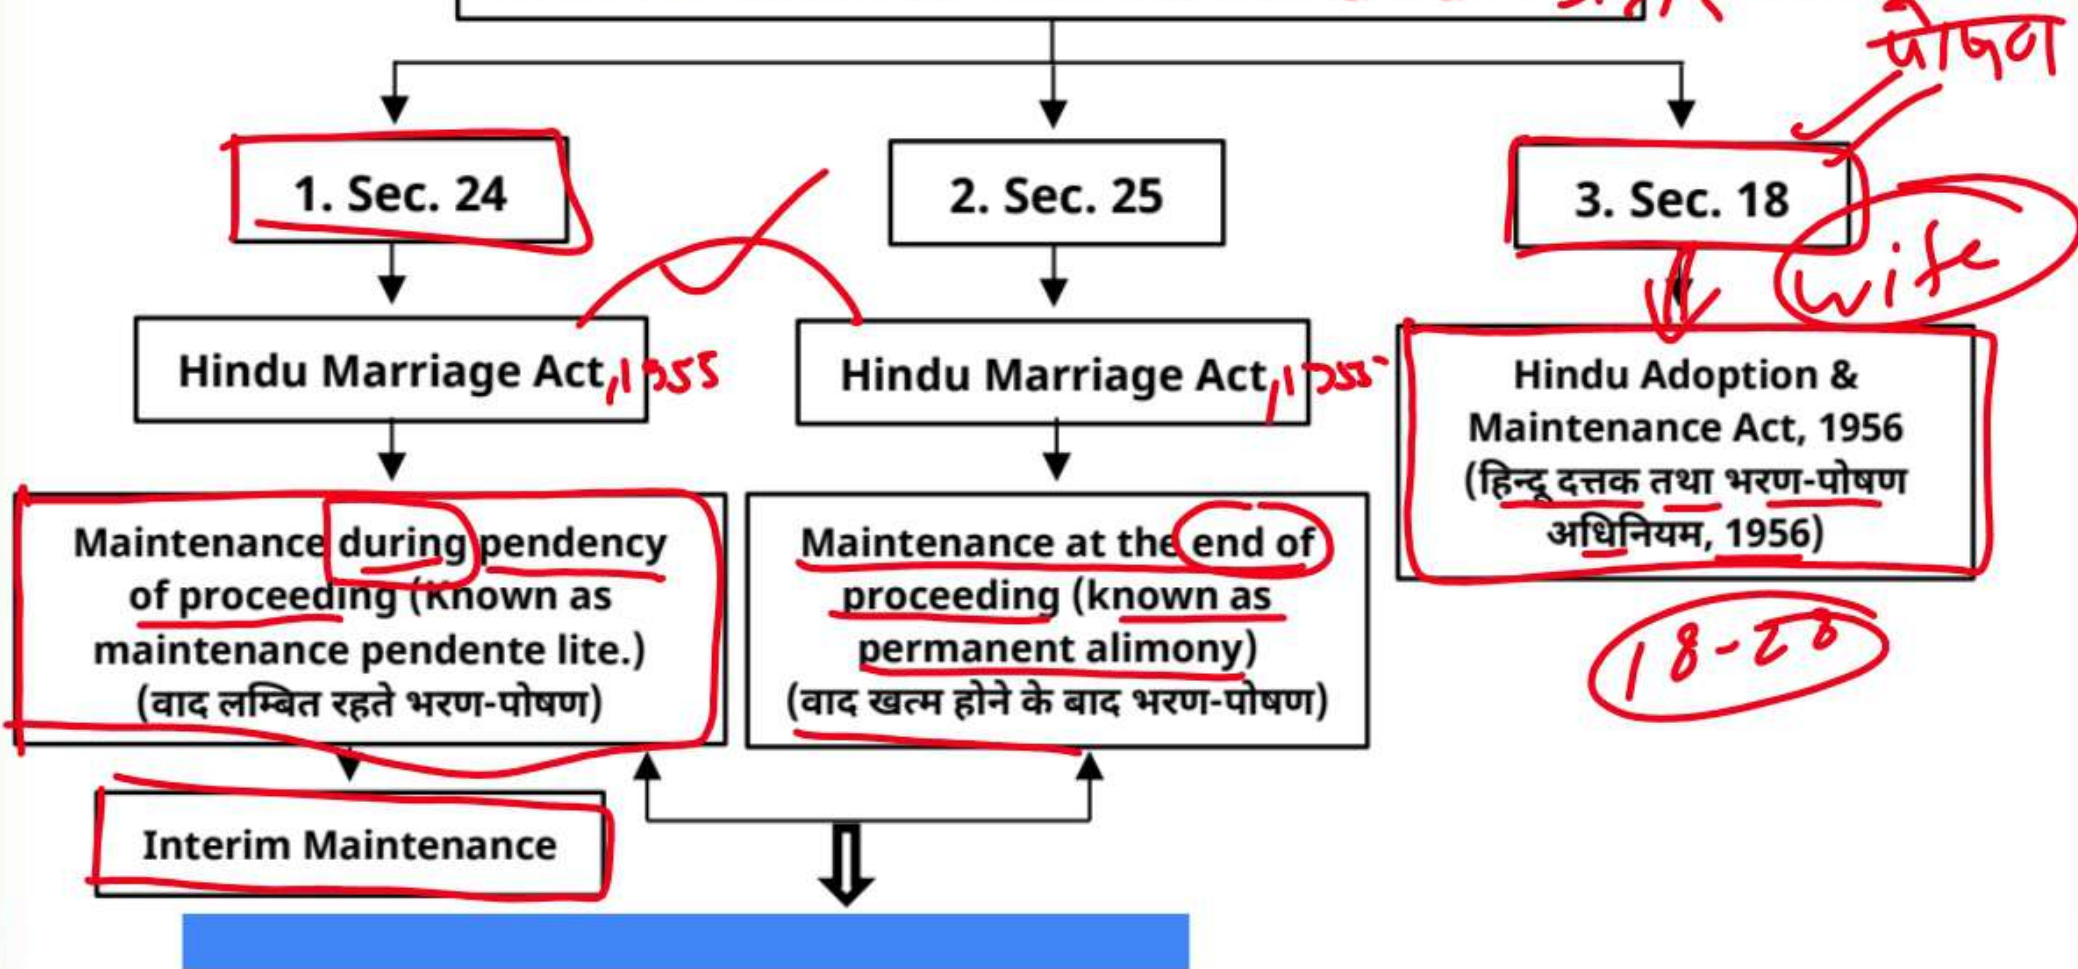 पोषण
1. Sec. 24
2. Sec. 25
3. Sec. 18
wife
Hindu Marriage Act,1955
Hindu Marriage Act,1955
Hindu Adoption &
Maintenance Act, 1956
(हिन्दू दत्तक तथा भरण-पोषण
अधिनियम, 1956)
Maintenance during pendency
of proceeding (Known as
maintenance pendente lite.)
(वाद लम्बित रहते भरण-पोषण)
Maintenance at the end of
proceeding (known as
permanent alimony)
(वाद खत्म होने के बाद भरण-पोषण)
18-28
Interim Maintenance